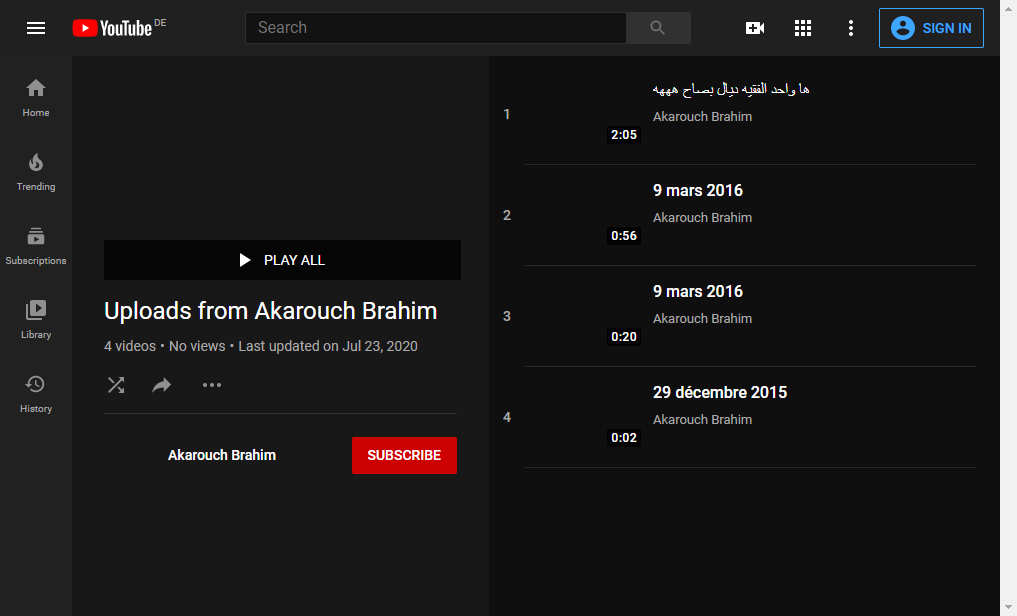 YouTube DE
Search
SIGN IN
Home
Trending
Subscriptions
Library
History
PLAY ALL
Uploads from Akarouch Brahim
4 videos • No views • Last updated on Jul 23, 2020
Akarouch Brahim
SUBSCRIBE
1
2:05
ها واحد الفقيه ديال بصاح هههه
Akarouch Brahim
2
0:56
9 mars 2016
Akarouch Brahim
3
0:20
9 mars 2016
Akarouch Brahim
4
0:02
29 décembre 2015
Akarouch Brahim